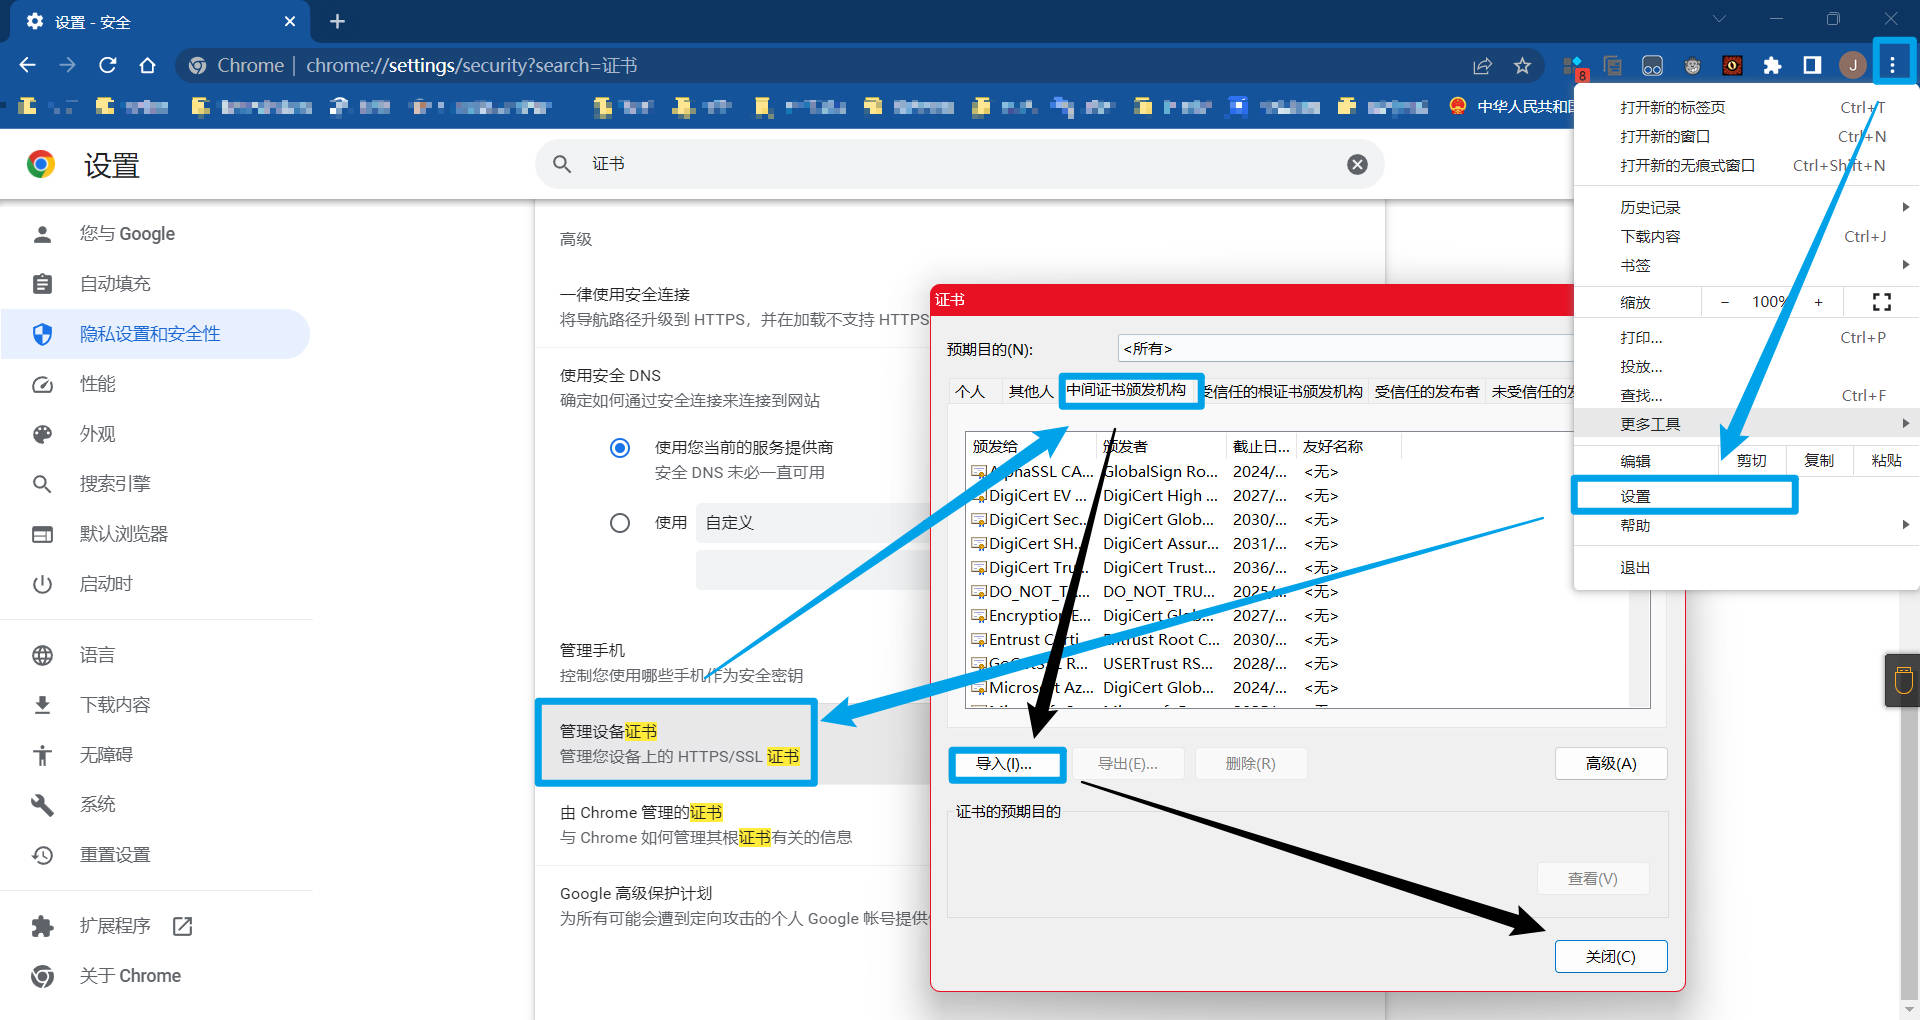 设置 - 安全
Chrome | chrome://settings/security?search=证书
8
J
中华人民共和国
设置
证书
您与 Google
自动填充
隐私设置和安全性
性能
外观
搜索引擎
默认浏览器
启动时
语言
下载内容
无障碍
系统
重置设置
扩展程序
关于 Chrome
高级
一律使用安全连接
将导航路径升级到 HTTPS，并在加载不支持 HTTPS
使用安全 DNS
确定如何通过安全连接来连接到网站
使用您当前的服务提供商
安全 DNS 未必一直可用
使用 自定义
管理手机
控制您使用哪些手机作为安全密钥
管理设备证书
管理您设备上的 HTTPS/SSL 证书
由 Chrome 管理的证书
与 Chrome 如何管理其根证书有关的信息
Google 高级保护计划
为所有可能会遭到定向攻击的个人 Google 帐号提供
证书
预期目的(N): <所有>
个人 其他人 中间证书颁发机构 受信任的根证书颁发机构 受信任的发布者 未受信任的发
颁发给 颁发者 截止日... 友好名称
AlphaSSL CA... GlobalSign Ro... 2024/... <无>
DigiCert EV ... DigiCert High ... 2027/... <无>
DigiCert Sec... DigiCert Glob... 2030/... <无>
DigiCert SH... DigiCert Assur... 2031/... <无>
DigiCert Tru... DigiCert Trust... 2036/... <无>
DO_NOT_T... DO_NOT_TRU... 2025/... <无>
Encryption E... DigiCert Glob... 2027/... <无>
Entrust Certi... Entrust Root C... 2030/... <无>
R... USERTrust RS... 2028/... <无>
Microsoft Az... DigiCert Glob... 2024/... <无>
导入(I)... 导出(E)... 删除(R) 高级(A)
证书的预期目的
查看(V)
关闭(C)
打开新的标签页 Ctrl+T
打开新的窗口 Ctrl+N
打开新的无痕式窗口 Ctrl+Shift+N
历史记录
下载内容 Ctrl+J
书签
缩放 − 100% +
打印... Ctrl+P
投放...
查找... Ctrl+F
更多工具
编辑 剪切 复制 粘贴
设置
帮助
退出